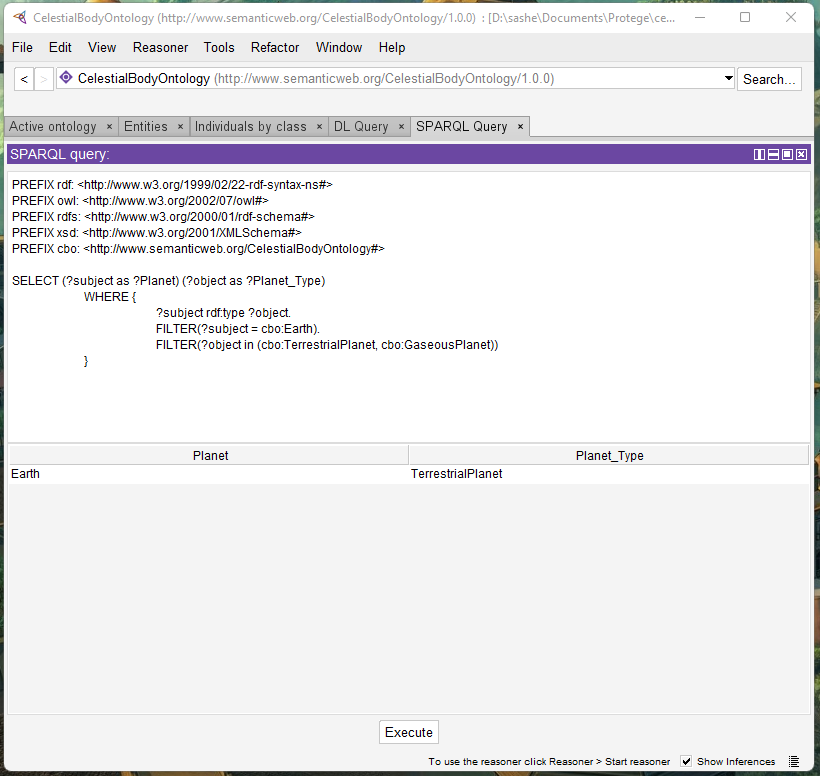 CelestialBodyOntology (http://www.semanticweb.org/CelestialBodyOntology/1.0.0) : [D:\sashe\Documents\Protege\ce...
File Edit View Reasoner Tools Refactor Window Help
< > CelestialBodyOntology (http://www.semanticweb.org/CelestialBodyOntology/1.0.0) Search...
Active ontology × Entities × Individuals by class × DL Query × SPARQL Query ×
SPARQL query:
PREFIX rdf: <http://www.w3.org/1999/02/22-rdf-syntax-ns#>
PREFIX owl: <http://www.w3.org/2002/07/owl#>
PREFIX rdfs: <http://www.w3.org/2000/01/rdf-schema#>
PREFIX xsd: <http://www.w3.org/2001/XMLSchema#>
PREFIX cbo: <http://www.semanticweb.org/CelestialBodyOntology#>
SELECT (?subject as ?Planet) (?object as ?Planet_Type)
WHERE {
?subject rdf:type ?object.
FILTER(?subject = cbo:Earth).
FILTER(?object in (cbo:TerrestrialPlanet, cbo:GaseousPlanet))
}
Planet Planet_Type
Earth TerrestrialPlanet
Execute
To use the reasoner click Reasoner > Start reasoner Show Inferences